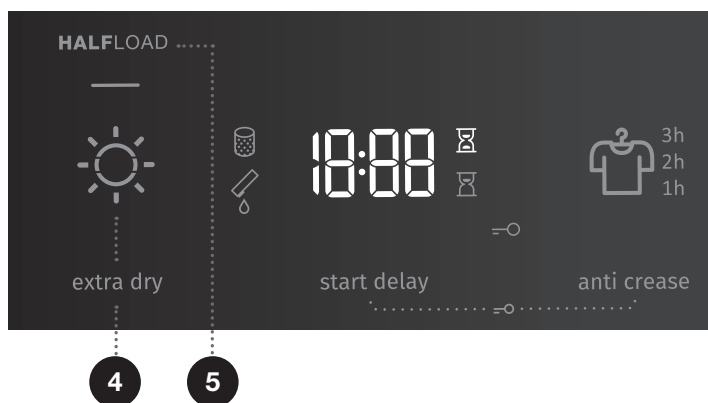 HALFLOAD
18:88
3h
2h
1h
extra dry
start delay
anti crease
4
5